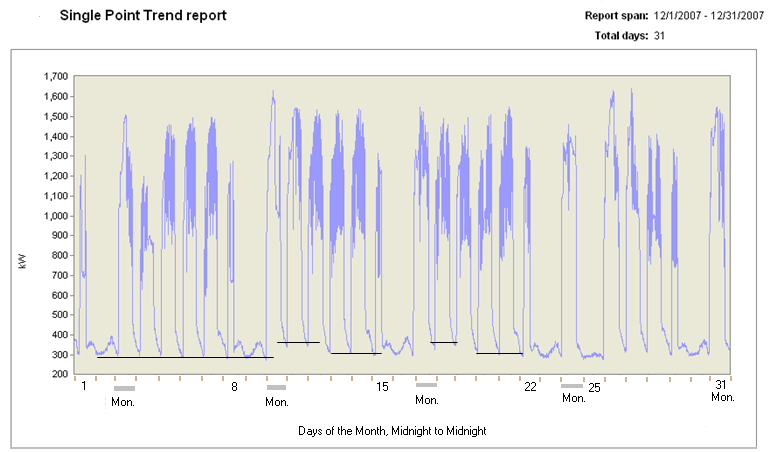 Single Point Trend report
Report span: 12/1/2007 - 12/31/2007
Total days: 31
1,700
1,600
1,500
1,400
1,300
1,200
1,100
1,000
900
800
700
600
500
400
300
200
kW
1 8 15 22 25 31
Mon. Mon. Mon. Mon. Mon.
Days of the Month, Midnight to Midnight